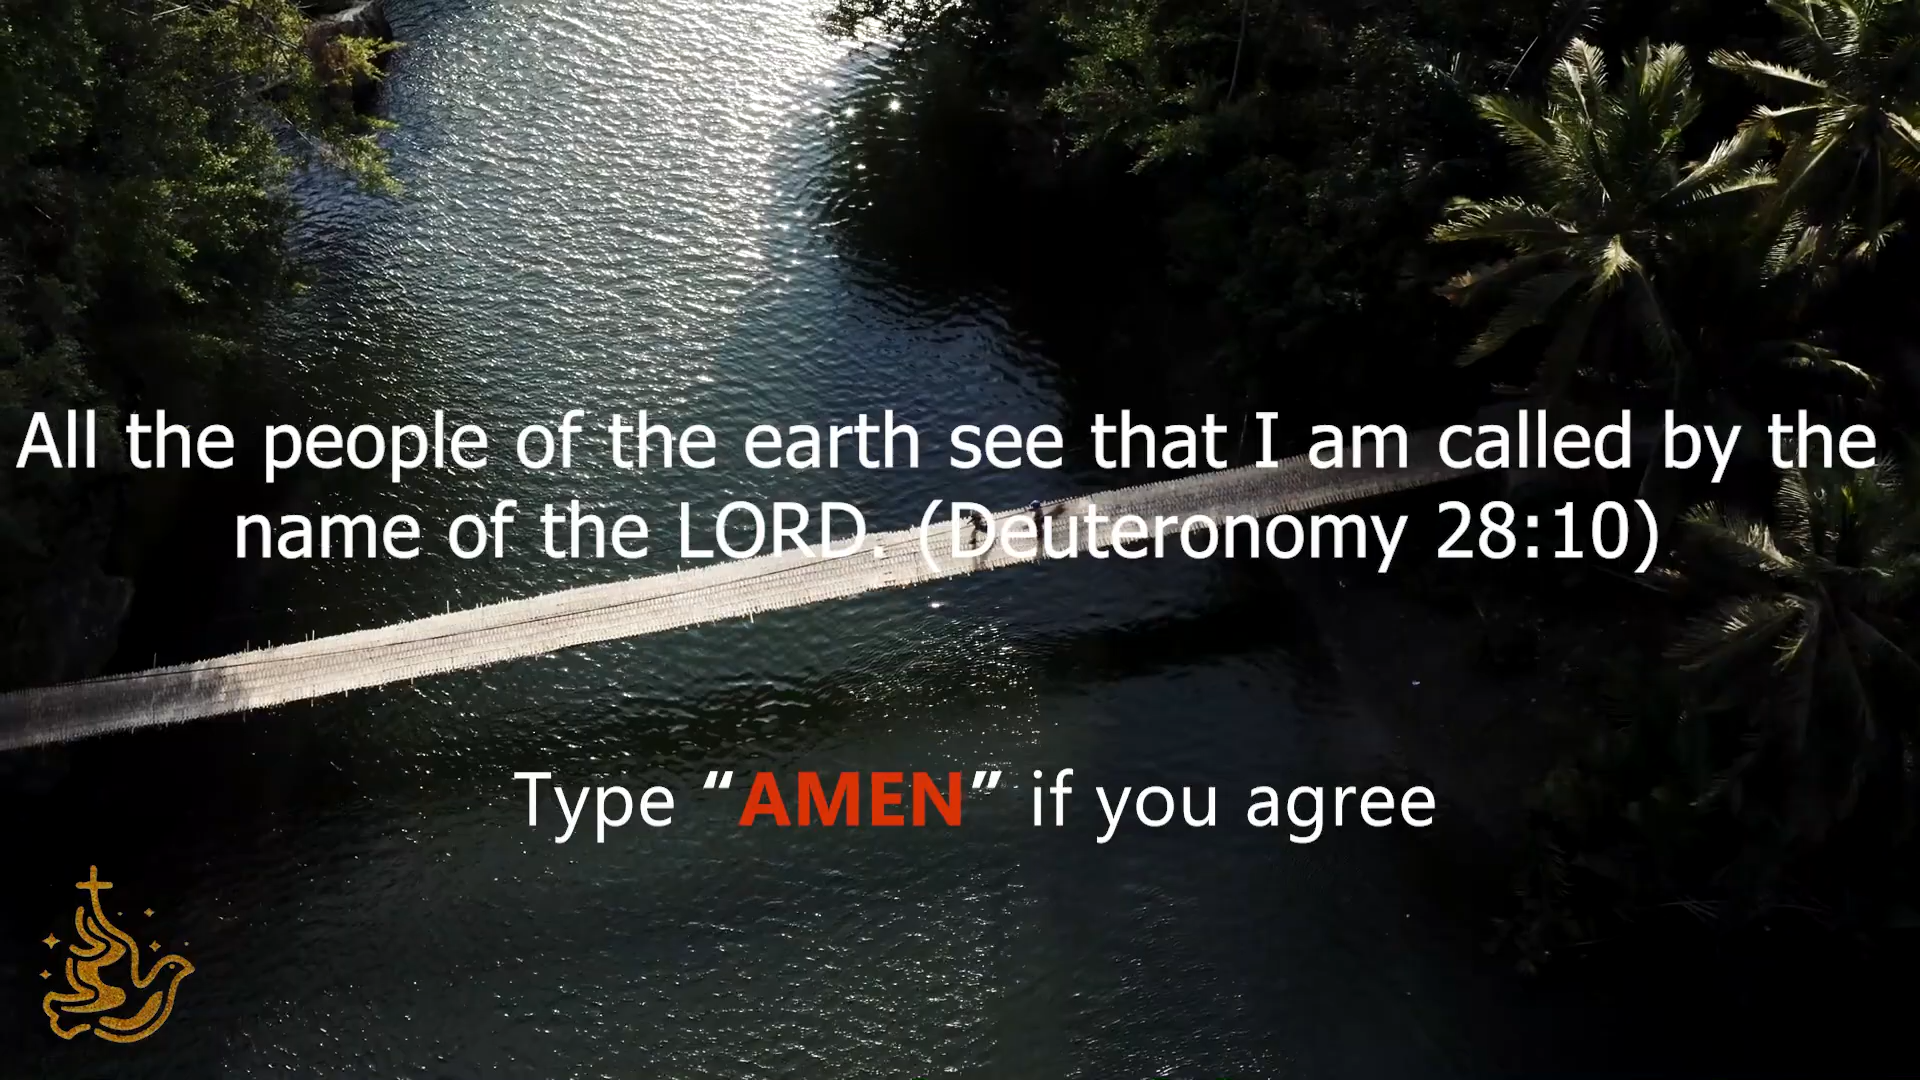 All the people of the earth see that I am called by the
name of the LORD. (Deuteronomy 28:10)
Type “AMEN” if you agree